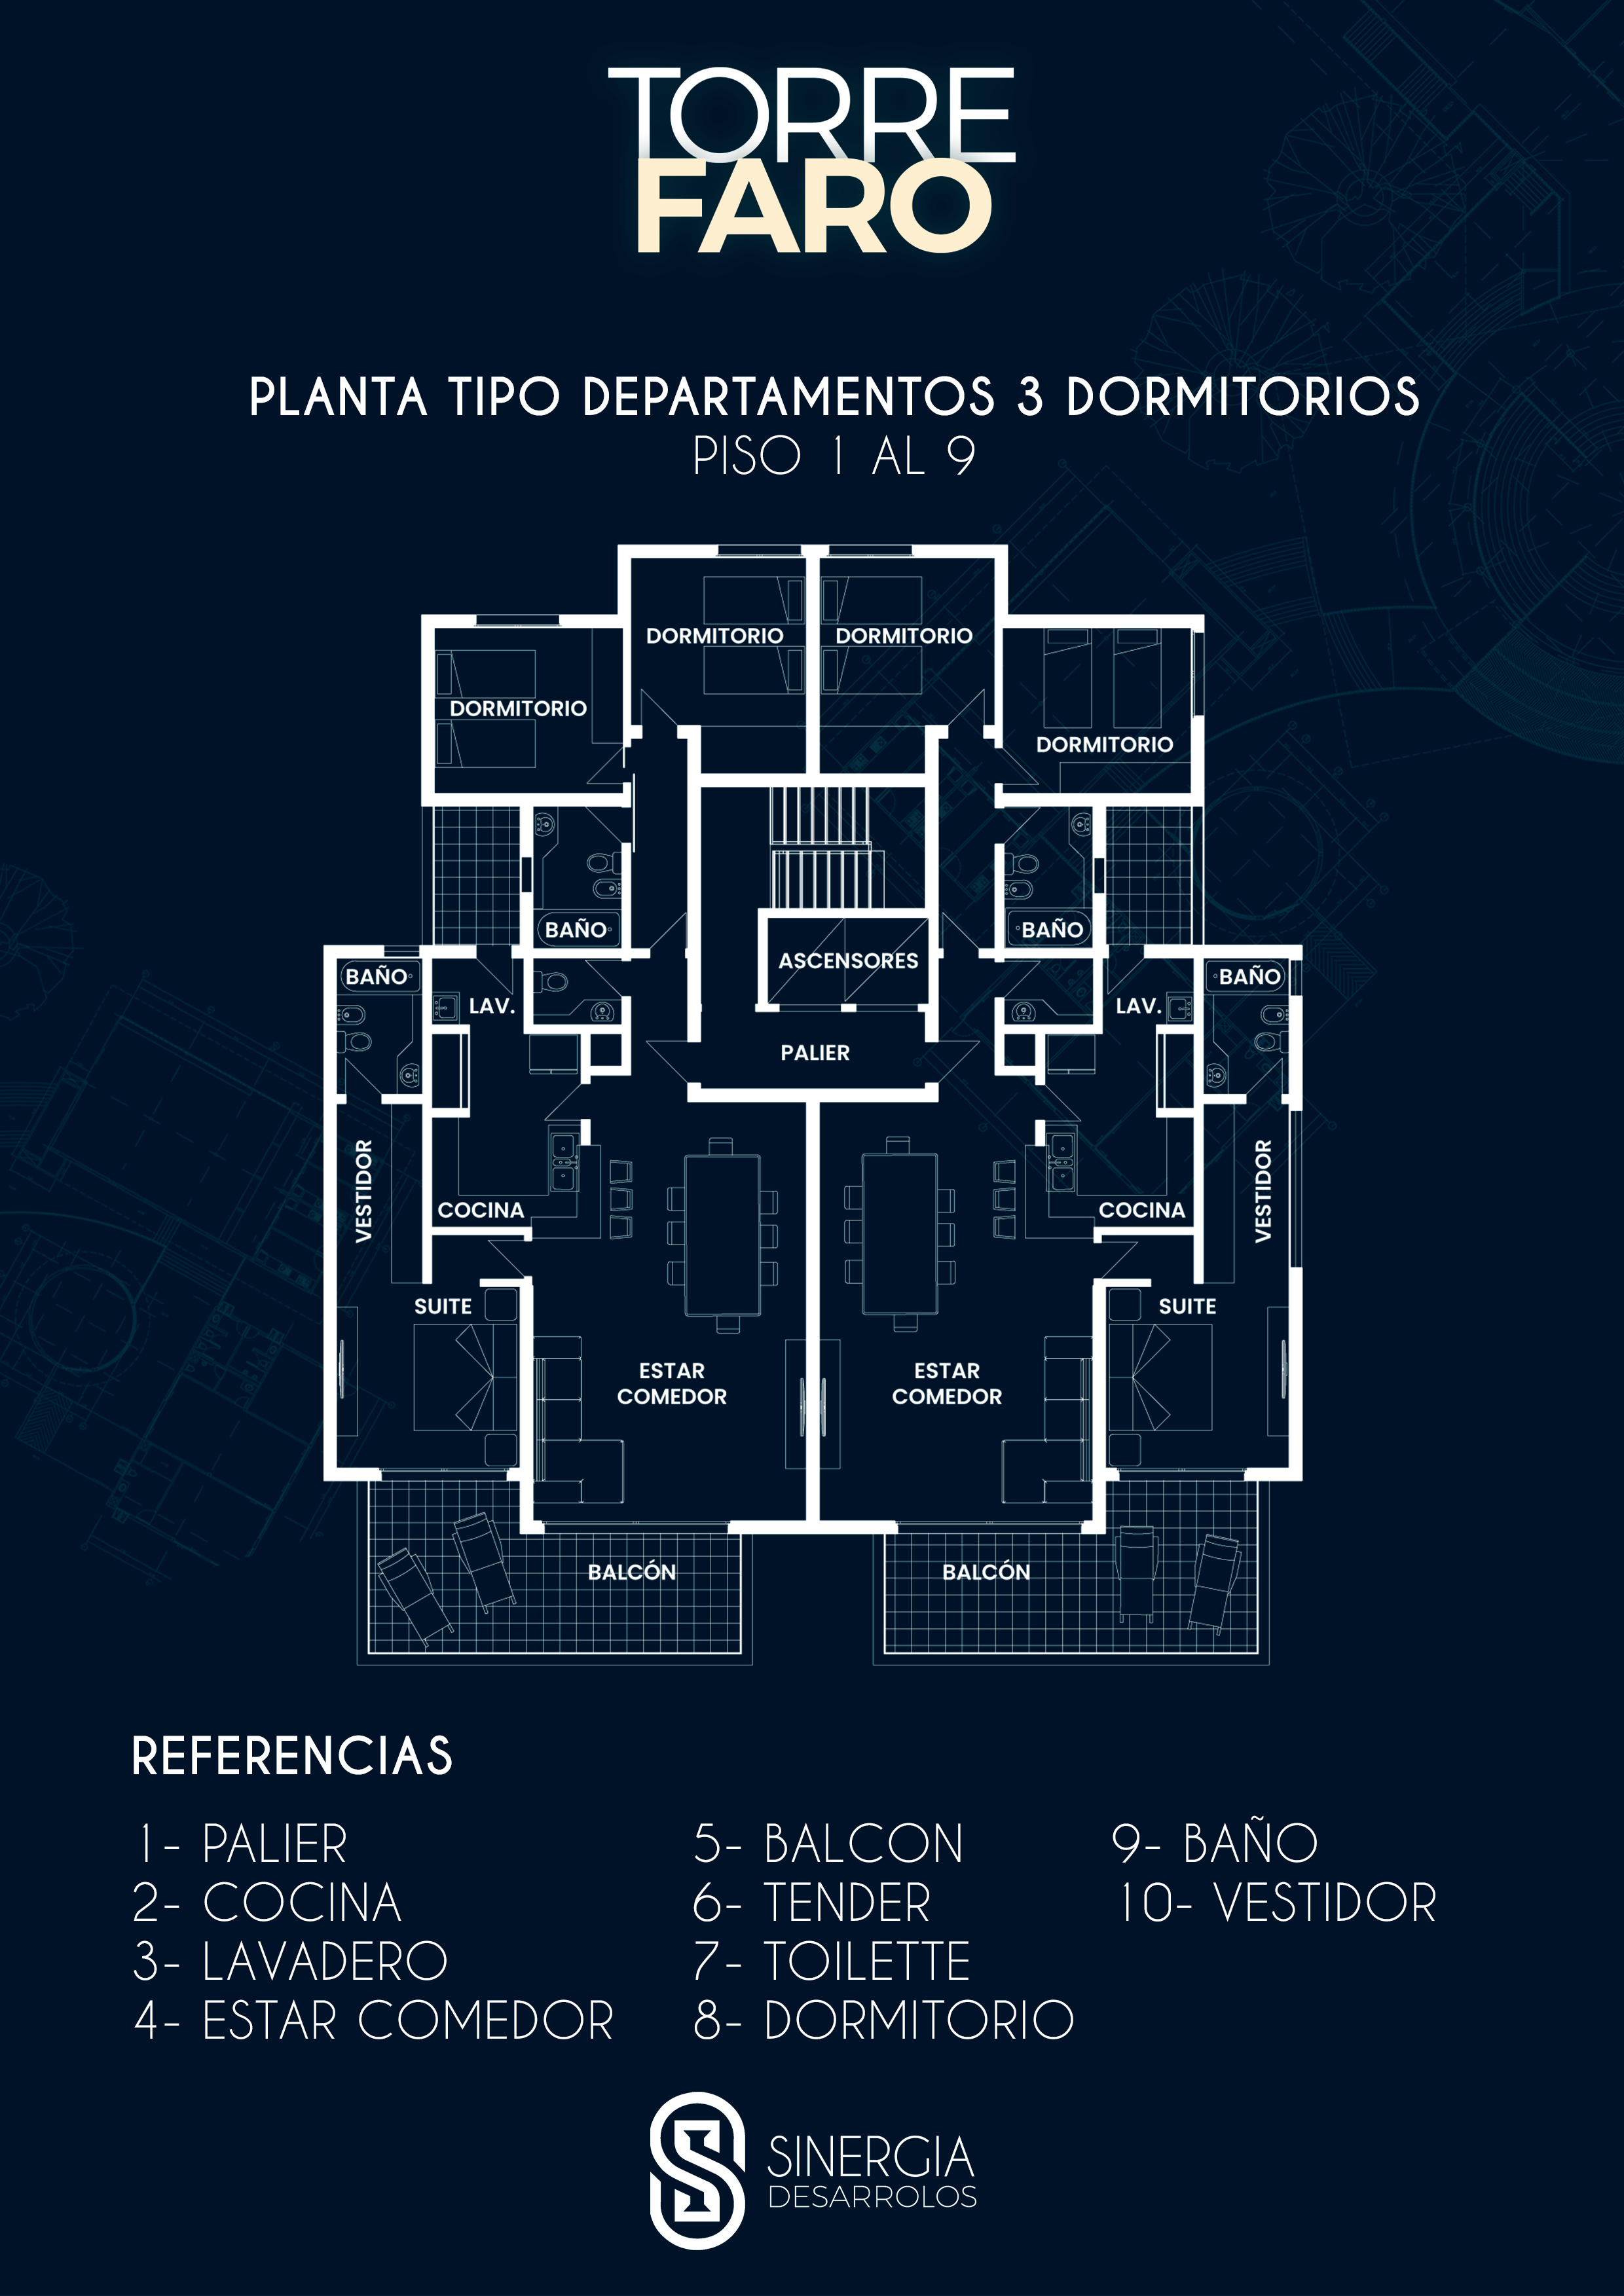 TORRE
FARO
PLANTA TIPO DEPARTAMENTOS 3 DORMITORIOS
PISO 1 AL 9
DORMITORIO
DORMITORIO
DORMITORIO
DORMITORIO
BAÑO
BAÑO
ASCENSORES
BAÑO
BAÑO
LAV.
LAV.
PALIER
VESTIDOR
VESTIDOR
COCINA
COCINA
SUITE
SUITE
ESTAR
COMEDOR
ESTAR
COMEDOR
BALCÓN
BALCÓN
REFERENCIAS
1- PALIER
2- COCINA
3- LAVADERO
4- ESTAR COMEDOR
5- BALCON
6- TENDER
7- TOILETTE
8- DORMITORIO
9- BAÑO
10- VESTIDOR
SINERGIA
DESARROLOS